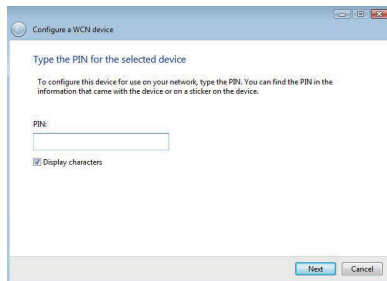 Configure a WCN device
Type the PIN for the selected device
To configure this device for use on your network, type the PIN. You can find the PIN in the
information that came with the device or on a sticker on the device.
PIN:
Display characters
Next Cancel